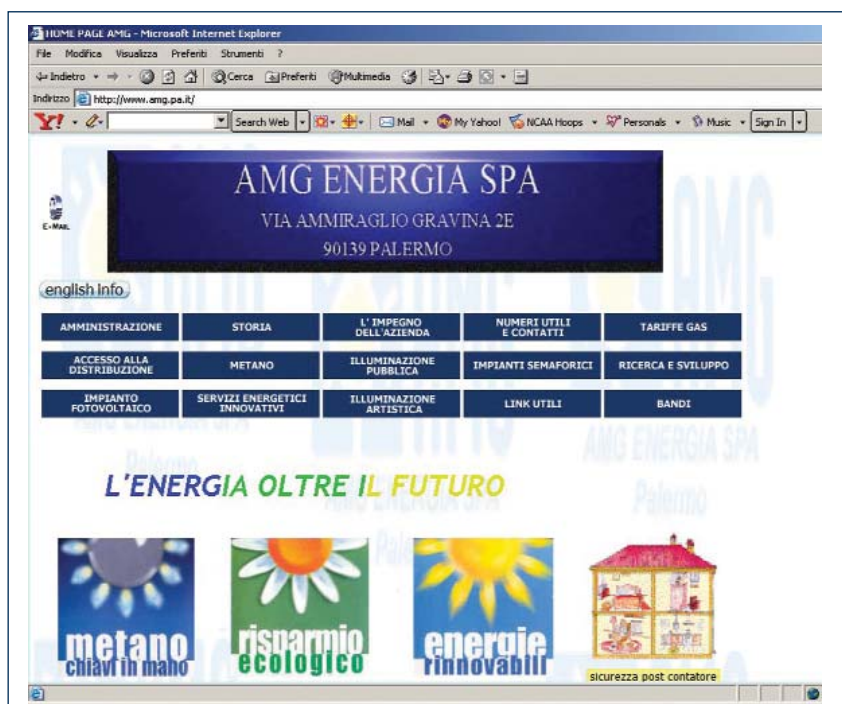 HOME PAGE AMG - Microsoft Internet Explorer
File Modifica Visualizza Preferiti Strumenti ?
Indietro Cerca Preferiti Multimedia
Indirizzo http://www.amg.pa.it/
Y! Search Web Mail My Yahoo! NCAA Hoops Personals Music Sign In
AMG ENERGIA SPA
VIA AMMIRAGLIO GRAVINA 2E
90139 PALERMO
E-MAIL
english info
AMMINISTRAZIONE STORIA L' IMPEGNO DELL'AZIENDA NUMERI UTILI E CONTATTI TARIFFE GAS
ACCESSO ALLA DISTRIBUZIONE METANO ILLUMINAZIONE PUBBLICA IMPIANTI SEMAFORICI RICERCA E SVILUPPO
IMPIANTO FOTOVOLTAICO SERVIZI ENERGETICI INNOVATIVI ILLUMINAZIONE ARTISTICA LINK UTILI BANDI
AMG
AMG ENERGIA SPA
Palermo
L'ENERGIA OLTRE IL FUTURO
metano
chiavi in mano
risparmio
ecologico
energie
rinnovabili
sicurezza post contatore